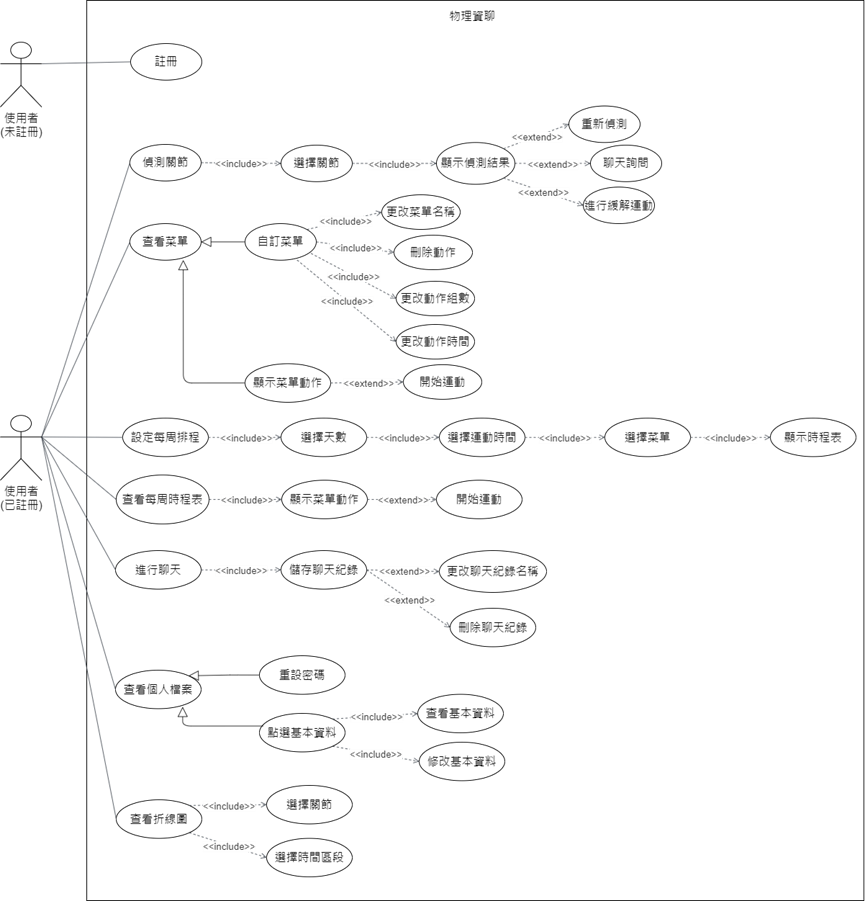 物理資聊
註冊
使用者
(未註冊)
重新偵測
<<extend>>
偵測關節
<<include>>
選擇關節
<<include>>
顯示偵測結果
<<extend>>
聊天詢問
<<extend>>
進行緩解運動
更改菜單名稱
<<include>>
查看菜單
自訂菜單
<<include>>
刪除動作
<<include>>
更改動作組數
<<include>>
更改動作時間
顯示菜單動作
<<extend>>
開始運動
設定每周排程
<<include>>
選擇天數
<<include>>
選擇運動時間
<<include>>
選擇菜單
<<include>>
顯示時程表
使用者
(已註冊)
查看每周時程表
<<include>>
顯示菜單動作
<<extend>>
開始運動
進行聊天
<<include>>
儲存聊天紀錄
<<extend>>
更改聊天紀錄名稱
<<extend>>
刪除聊天紀錄
查看個人檔案
重設密碼
點選基本資料
<<include>>
查看基本資料
<<include>>
修改基本資料
查看折線圖
<<include>>
選擇關節
<<include>>
選擇時間區段